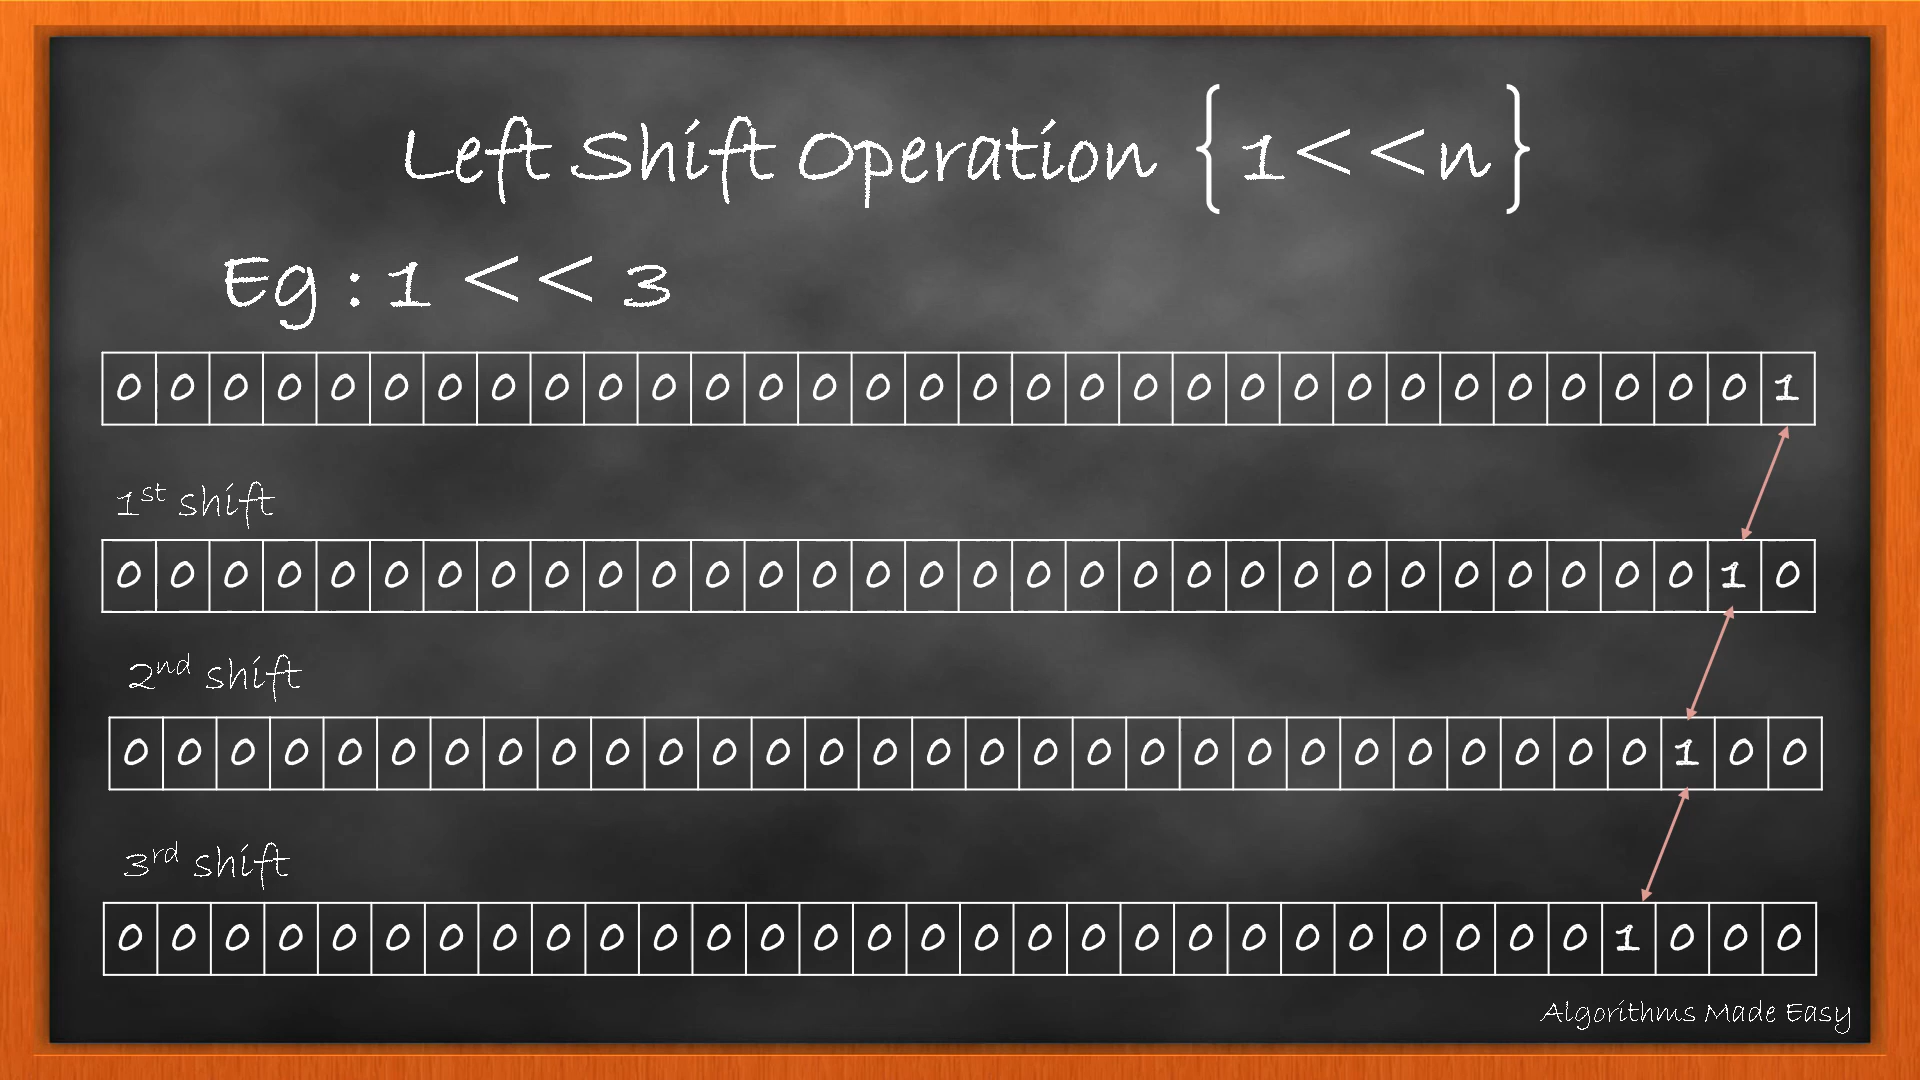 Left Shift Operation {1<<n}
Eg : 1 << 3
0 0 0 0 0 0 0 0 0 0 0 0 0 0 0 0 0 0 0 0 0 0 0 0 0 0 0 0 0 0 0 1
1st shift
0 0 0 0 0 0 0 0 0 0 0 0 0 0 0 0 0 0 0 0 0 0 0 0 0 0 0 0 0 0 1 0
2nd shift
0 0 0 0 0 0 0 0 0 0 0 0 0 0 0 0 0 0 0 0 0 0 0 0 0 0 0 0 0 1 0 0
3rd shift
0 0 0 0 0 0 0 0 0 0 0 0 0 0 0 0 0 0 0 0 0 0 0 0 0 0 0 0 1 0 0 0
Algorithms Made Easy